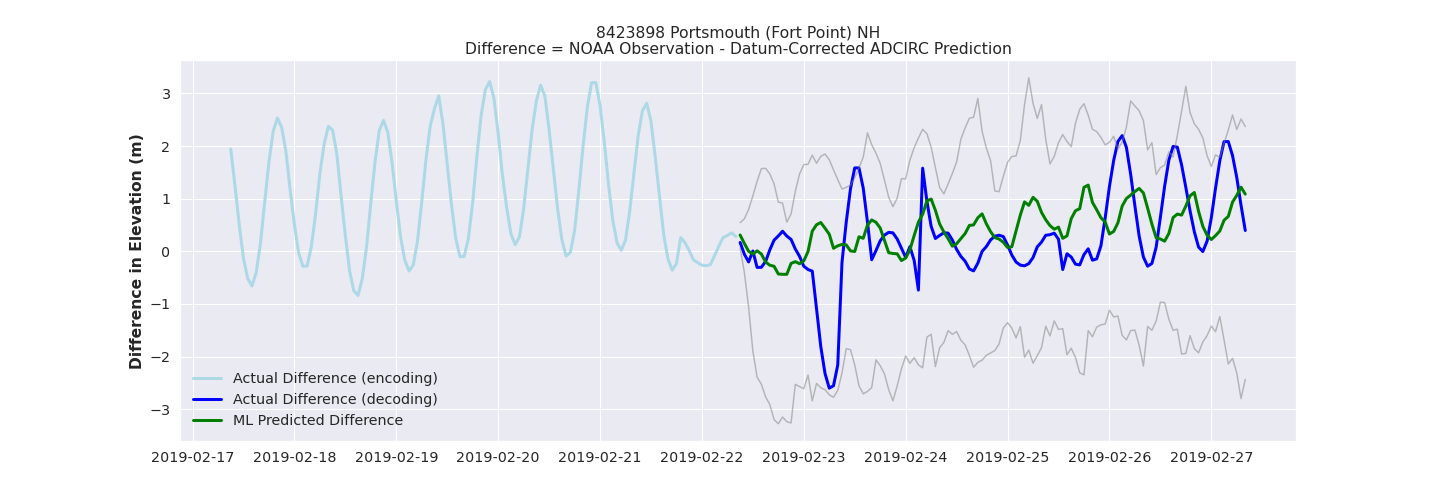 8423898 Portsmouth (Fort Point) NH
Difference = NOAA Observation - Datum-Corrected ADCIRC Prediction
Difference in Elevation (m)
3
2
1
0
−1
−2
−3
Actual Difference (encoding)
Actual Difference (decoding)
ML Predicted Difference
2019-02-17 2019-02-18 2019-02-19 2019-02-20 2019-02-21 2019-02-22 2019-02-23 2019-02-24 2019-02-25 2019-02-26 2019-02-27